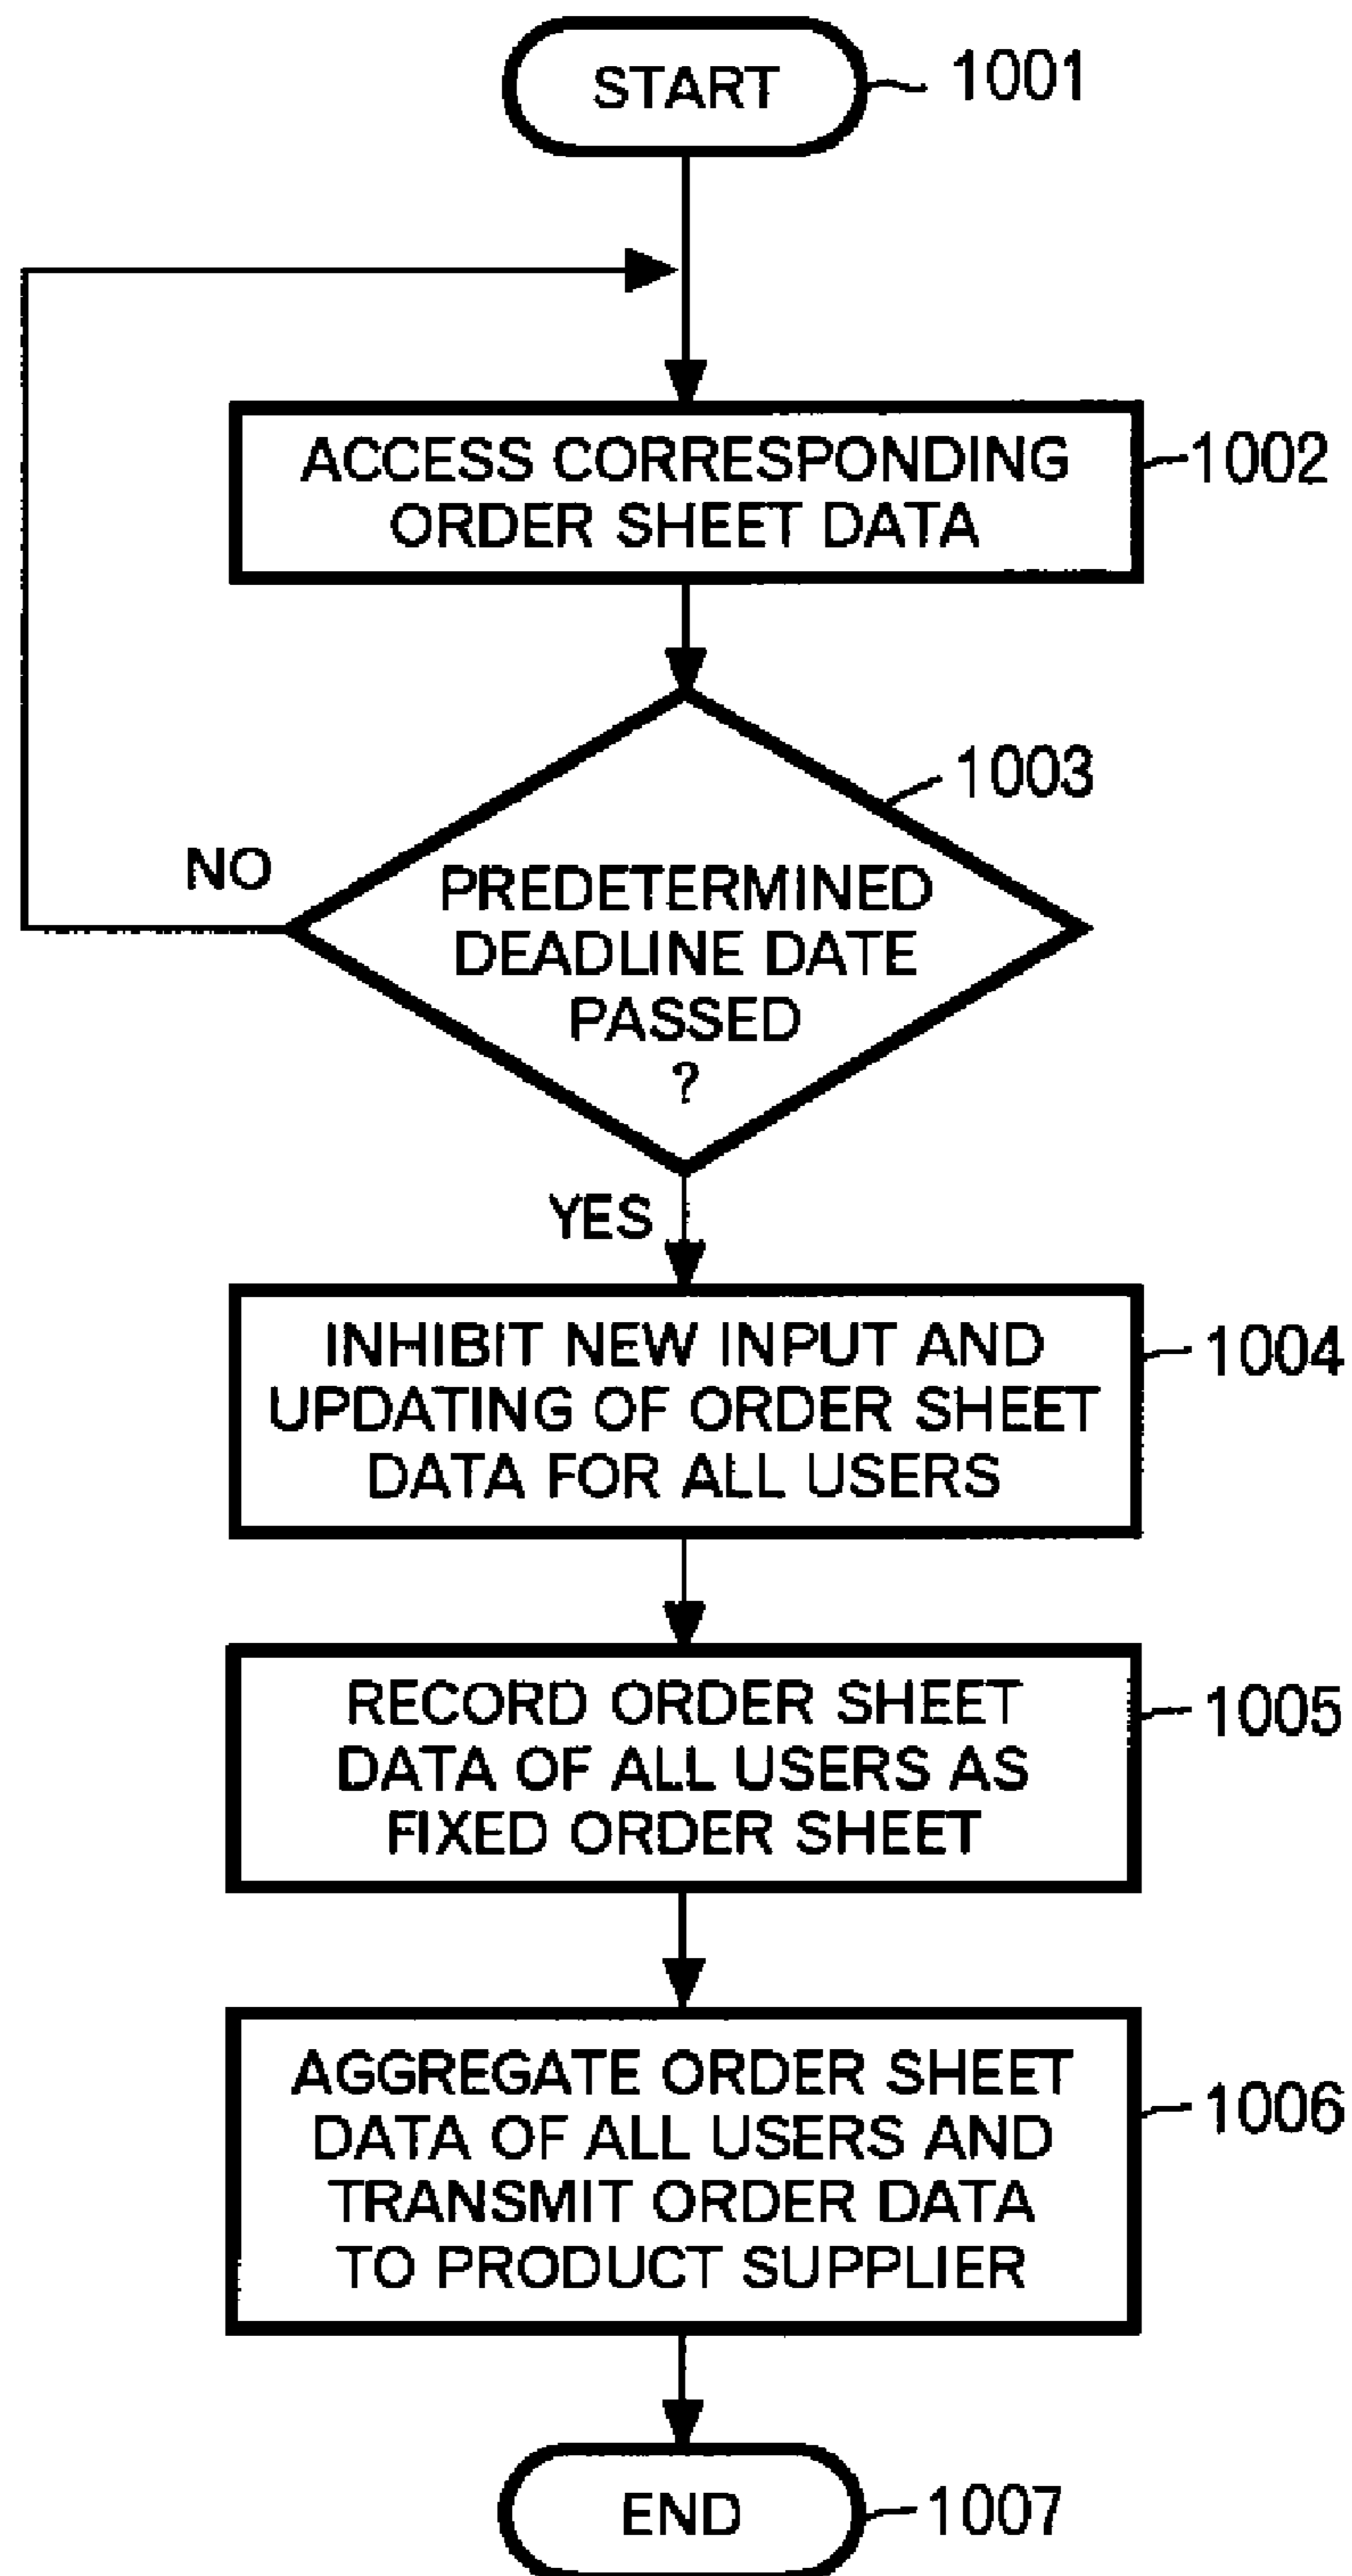 START
1001
ACCESS CORRESPONDING
ORDER SHEET DATA
1002
1003
NO
PREDETERMINED
DEADLINE DATE
PASSED
?
YES
INHIBIT NEW INPUT AND
UPDATING OF ORDER SHEET
DATA FOR ALL USERS
1004
RECORD ORDER SHEET
DATA OF ALL USERS AS
FIXED ORDER SHEET
1005
AGGREGATE ORDER SHEET
DATA OF ALL USERS AND
TRANSMIT ORDER DATA
TO PRODUCT SUPPLIER
1006
END
1007